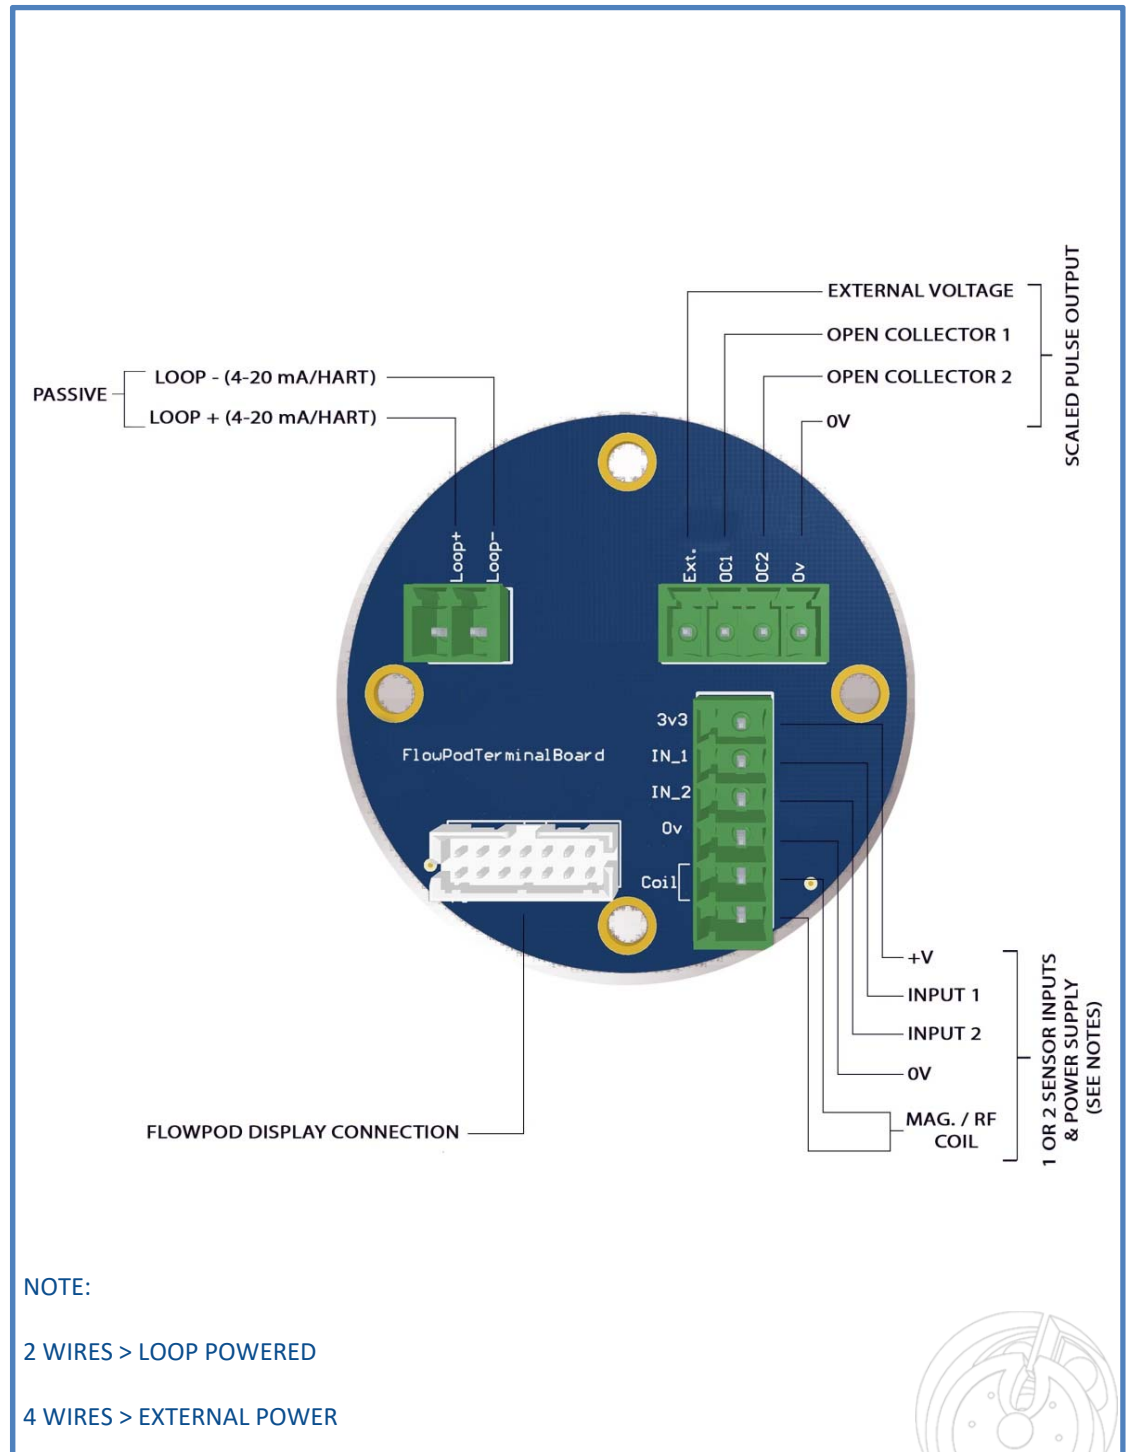 EXTERNAL VOLTAGE
OPEN COLLECTOR 1
OPEN COLLECTOR 2
0V
SCALED PULSE OUTPUT
PASSIVE
LOOP - (4-20 mA/HART)
LOOP + (4-20 mA/HART)
Loop+
Loop-
Ext.
OC1
OC2
0v
3v3
IN_1
IN_2
0v
Coil
FlowPodTerminalBoard
+V
INPUT 1
INPUT 2
0V
MAG. / RF
COIL
1 OR 2 SENSOR INPUTS
& POWER SUPPLY
(SEE NOTES)
FLOWPOD DISPLAY CONNECTION
NOTE:
2 WIRES > LOOP POWERED
4 WIRES > EXTERNAL POWER